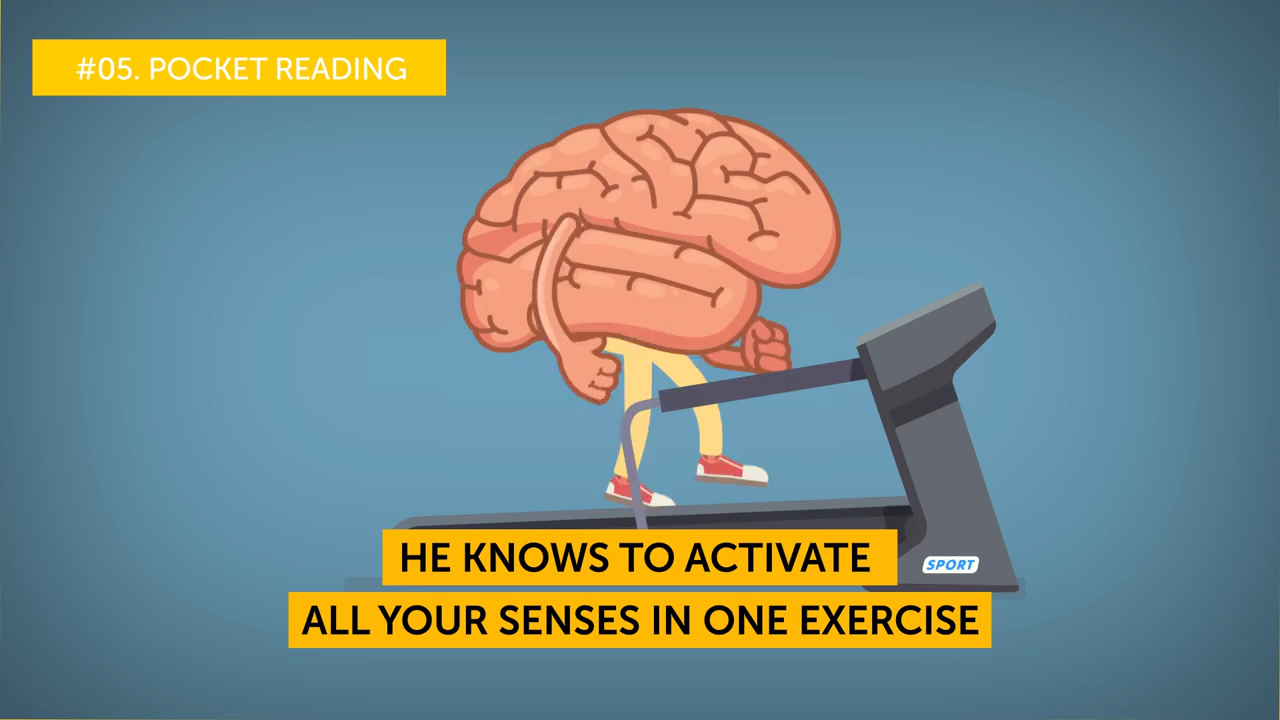 #05. POCKET READING
SPORT
HE KNOWS TO ACTIVATE
ALL YOUR SENSES IN ONE EXERCISE